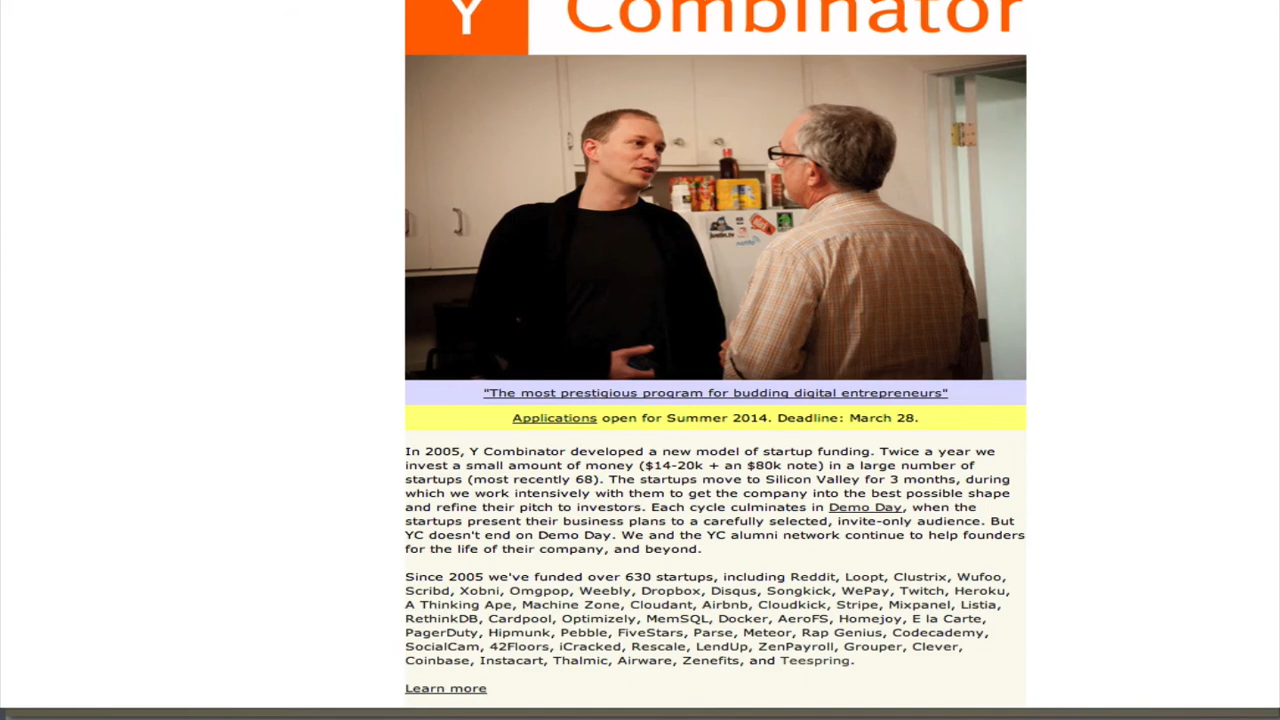 Y Combinator
justin.tv
"The most prestigious program for budding digital entrepreneurs"
Applications open for Summer 2014. Deadline: March 28.
In 2005, Y Combinator developed a new model of startup funding. Twice a year we
invest a small amount of money ($14-20k + an $80k note) in a large number of
startups (most recently 68). The startups move to Silicon Valley for 3 months, during
which we work intensively with them to get the company into the best possible shape
and refine their pitch to investors. Each cycle culminates in Demo Day, when the
startups present their business plans to a carefully selected, invite-only audience. But
YC doesn't end on Demo Day. We and the YC alumni network continue to help founders
for the life of their company, and beyond.
Since 2005 we've funded over 630 startups, including Reddit, Loopt, Clustrix, Wufoo,
Scribd, Xobni, Omgpop, Weebly, Dropbox, Disqus, Songkick, WePay, Twitch, Heroku,
A Thinking Ape, Machine Zone, Cloudant, Airbnb, Cloudkick, Stripe, Mixpanel, Listia,
RethinkDB, Cardpool, Optimizely, MemSQL, Docker, AeroFS, Homejoy, E la Carte,
PagerDuty, Hipmunk, Pebble, FiveStars, Parse, Meteor, Rap Genius, Codecademy,
SocialCam, 42Floors, iCracked, Rescale, LendUp, ZenPayroll, Grouper, Clever,
Coinbase, Instacart, Thalmic, Airware, Zenefits, and Teespring.
Learn more